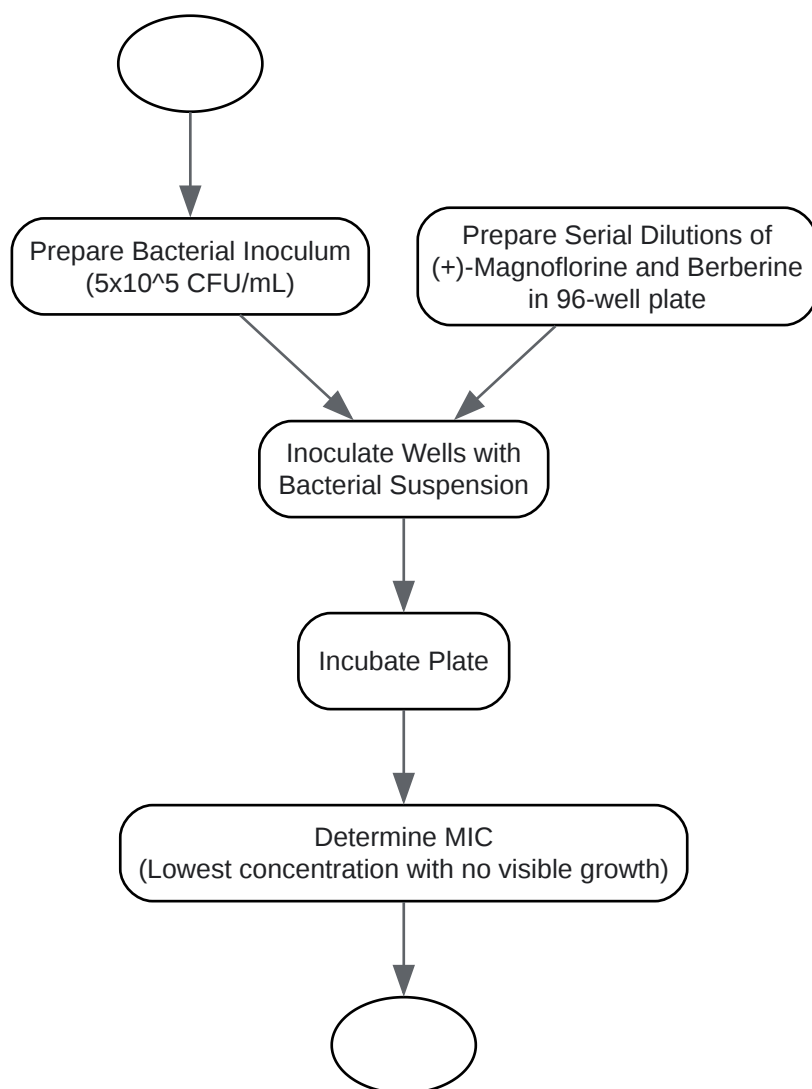 Prepare Bacterial Inoculum
(5x10^5 CFU/mL)
Prepare Serial Dilutions of
(+)-Magnoflorine and Berberine
in 96-well plate
Inoculate Wells with
Bacterial Suspension
Incubate Plate
Determine MIC
(Lowest concentration with no visible growth)